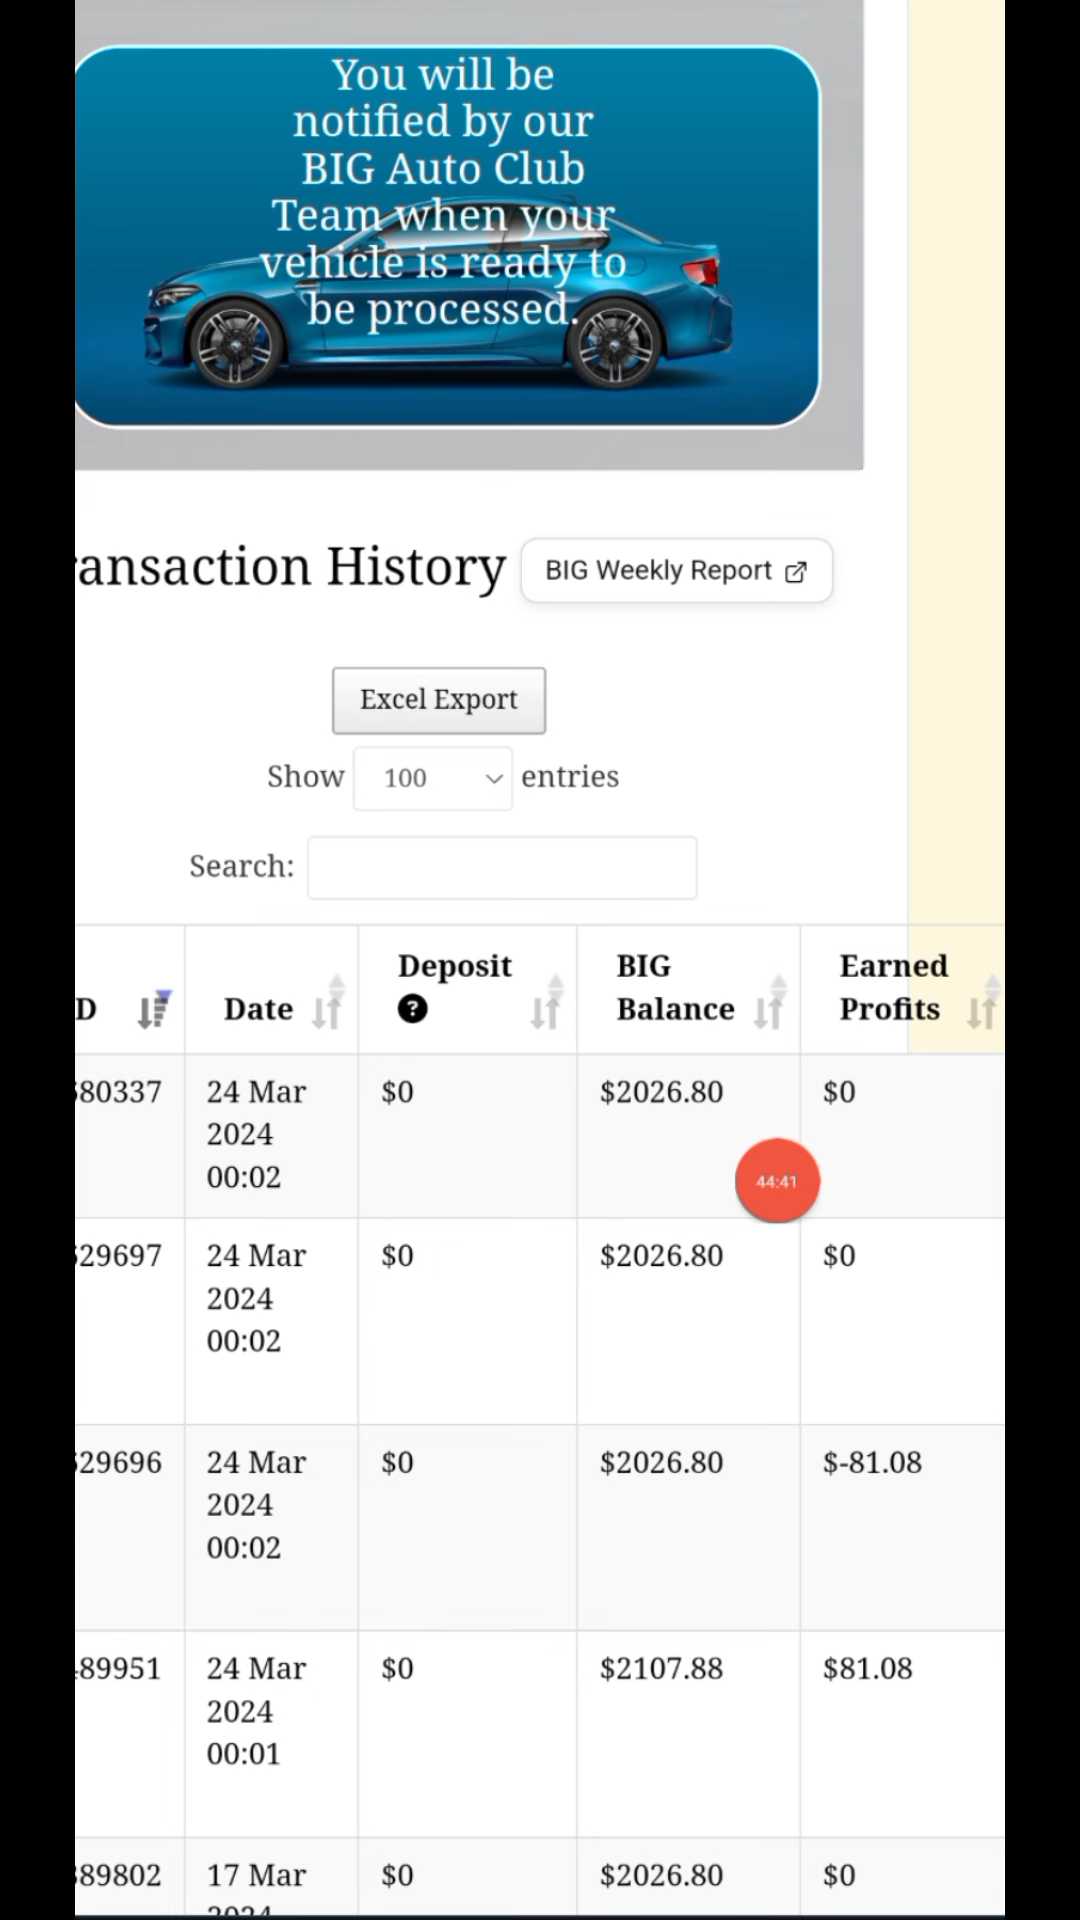 You will be
notified by our
BIG Auto Club
Team when your
vehicle is ready to
be processed.
ransaction History
BIG Weekly Report
Excel Export
Show 100 entries
Search:
D Date Deposit ? BIG Balance Earned Profits
80337 24 Mar 2024 00:02 $0 $2026.80 $0
44:41
29697 24 Mar 2024 00:02 $0 $2026.80 $0
29696 24 Mar 2024 00:02 $0 $2026.80 $-81.08
89951 24 Mar 2024 00:01 $0 $2107.88 $81.08
89802 17 Mar $0 $2026.80 $0